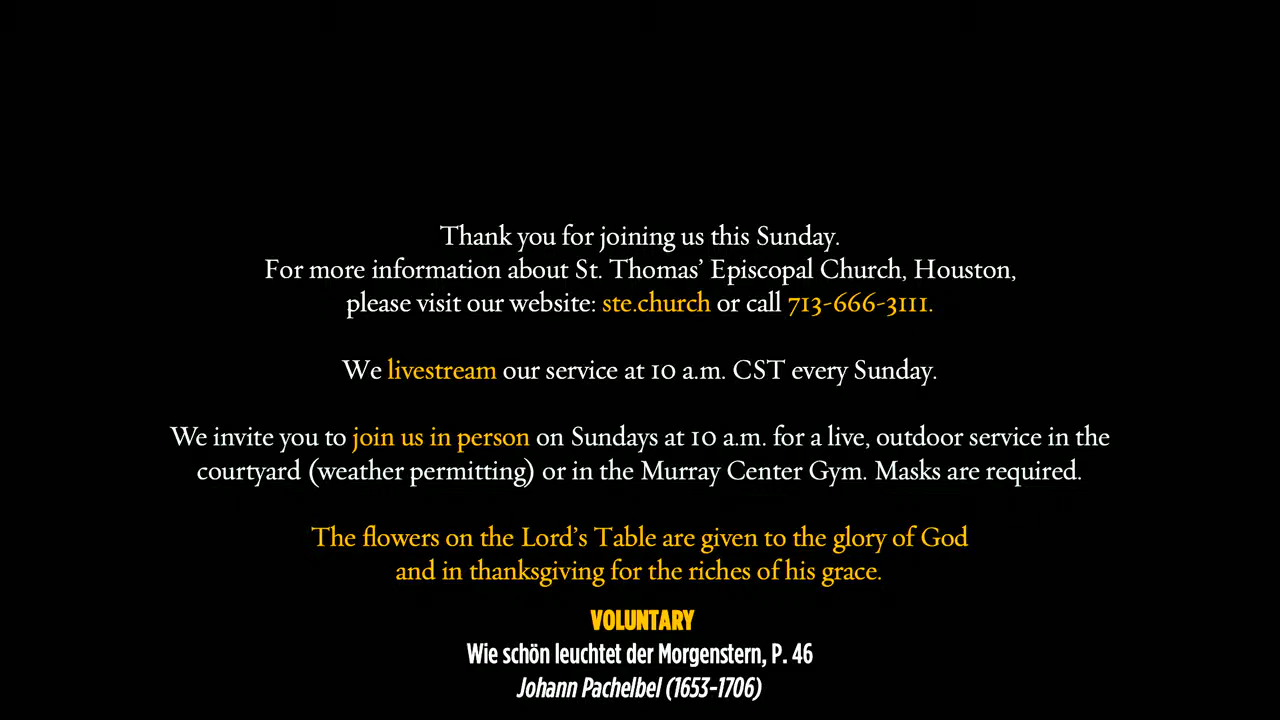 Thank you for joining us this Sunday.
For more information about St. Thomas’ Episcopal Church, Houston,
please visit our website: ste.church or call 713-666-3111.
We livestream our service at 10 a.m. CST every Sunday.
We invite you to join us in person on Sundays at 10 a.m. for a live, outdoor service in the
courtyard (weather permitting) or in the Murray Center Gym. Masks are required.
The flowers on the Lord’s Table are given to the glory of God
and in thanksgiving for the riches of his grace.
VOLUNTARY
Wie schön leuchtet der Morgenstern, P. 46
Johann Pachelbel (1653-1706)